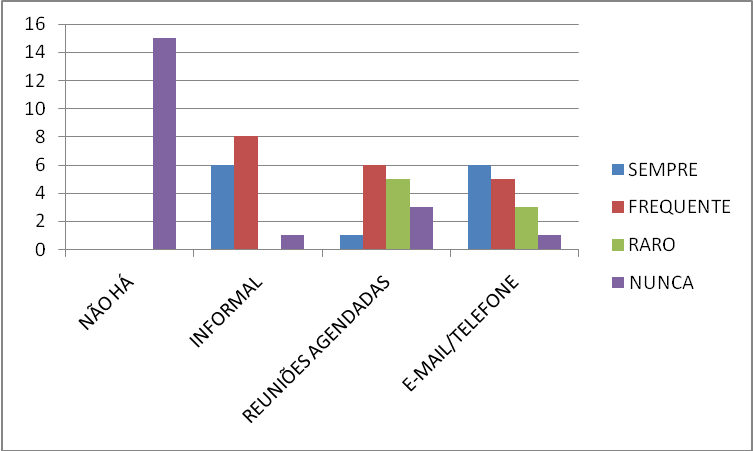 16
14
12
10
8
6
4
2
0
NÃO HÁ
INFORMAL
REUNIÕES AGENDADAS
E-MAIL/TELEFONE
SEMPRE
FREQUENTE
RARO
NUNCA